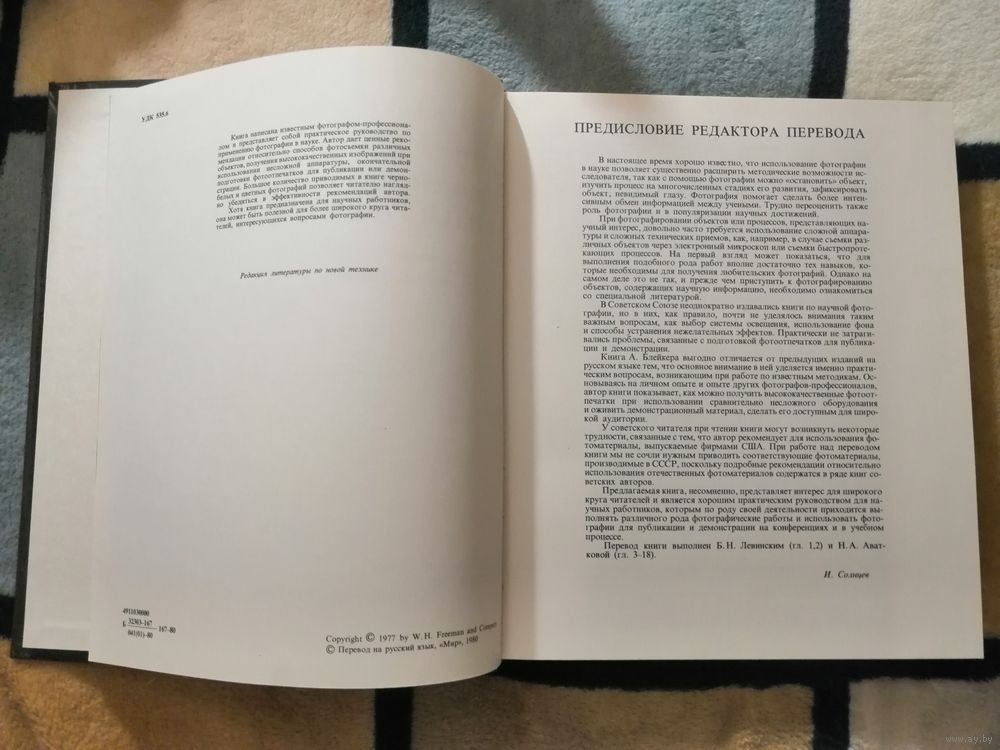 УДК 535.6
Книга написана известным фотографом-профессиона-
лом и представляет собой практическое руководство по
применению фотографии в науке. Автор дает ценные реко-
мендации относительно способов фотосъемки различных
объектов, получения высококачественных изображений при
использовании несложной аппаратуры, окончательной
подготовки фотоотпечатков для публикации или демон-
страции. Большое количество приводимых в книге черно-
белых и цветных фотографий позволяет читателю нагляд-
но убедиться в эффективности рекомендаций автора.
Хотя книга предназначена для научных работников,
она может быть полезной для более широкого круга чита-
телей, интересующихся вопросами фотографии.
Редакция литературы по новой технике
4911030000
Б 32303–167
041(01)–80 167–80
Copyright © 1977 by W. H. Freeman and Company
© Перевод на русский язык, «Мир», 1980
ПРЕДИСЛОВИЕ РЕДАКТОРА ПЕРЕВОДА
В настоящее время хорошо известно, что использование фотографии
в науке позволяет существенно расширить методические возможности ис-
следователя, так как с помощью фотографии можно «остановить» объект,
изучить процесс на многочисленных стадиях его развития, зафиксировать
объект, невидимый глазу. Фотография помогает сделать более интен-
сивным обмен информацией между учеными. Трудно переоценить также
роль фотографии и в популяризации научных достижений.
При фотографировании объектов или процессов, представляющих на-
учный интерес, довольно часто требуется использование сложной аппара-
туры и сложных технических приемов, как, например, в случае съемки раз-
личных объектов через электронный микроскоп или съемки быстропроте-
кающих процессов. На первый взгляд может показаться, что для
выполнения подобного рода работ вполне достаточно тех навыков, ко-
торые необходимы для получения любительских фотографий. Однако на
самом деле это не так, и прежде чем приступить к фотографированию
объектов, содержащих научную информацию, необходимо ознакомиться
со специальной литературой.
В Советском Союзе неоднократно издавались книги по научной фото-
графии, но в них, как правило, почти не уделялось внимания таким
важным вопросам, как выбор системы освещения, использование фона
и способы устранения нежелательных эффектов. Практически не затраги-
вались проблемы, связанные с подготовкой фотоотпечатков для публика-
ции и демонстрации.
Книга А. Блейкера выгодно отличается от предыдущих изданий на
русском языке тем, что основное внимание в ней уделяется именно практи-
ческим вопросам, возникающим при работе по известным методикам. Ос-
новываясь на личном опыте и опыте других фотографов-профессионалов,
автор книги показывает, как можно получить высококачественные фотоот-
печатки при использовании сравнительно несложного оборудования
и оживить демонстрационный материал, сделать его доступным для широ-
кой аудитории.
У советского читателя при чтении книги могут возникнуть некоторые
трудности, связанные с тем, что автор рекомендует для использования фо-
томатериалы, выпускаемые фирмами США. При работе над переводом
книги мы не сочли нужным приводить соответствующие фотоматериалы,
производимые в СССР, поскольку подробные рекомендации относительно
использования отечественных фотоматериалов содержатся в ряде книг со-
ветских авторов.
Предлагаемая книга, несомненно, представляет интерес для широкого
круга читателей и является хорошим практическим руководством для на-
учных работников, которым по роду своей деятельности приходится вы-
полнять различного рода фотографические работы и использовать фото-
графии для публикации и демонстрации на конференциях и в учебном
процессе.
Перевод книги выполнен Б. Н. Левинским (гл. 1,2) и Н. А. Ават-
ковой (гл. 3–18).
И. Солнцев
www.ay.by